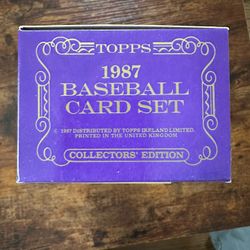 TOPPS
1987
BASEBALL
CARD SET
© 1987 DISTRIBUTED BY TOPPS IRELAND LIMITED.
PRINTED IN THE UNITED KINGDOM
COLLECTORS' EDITION